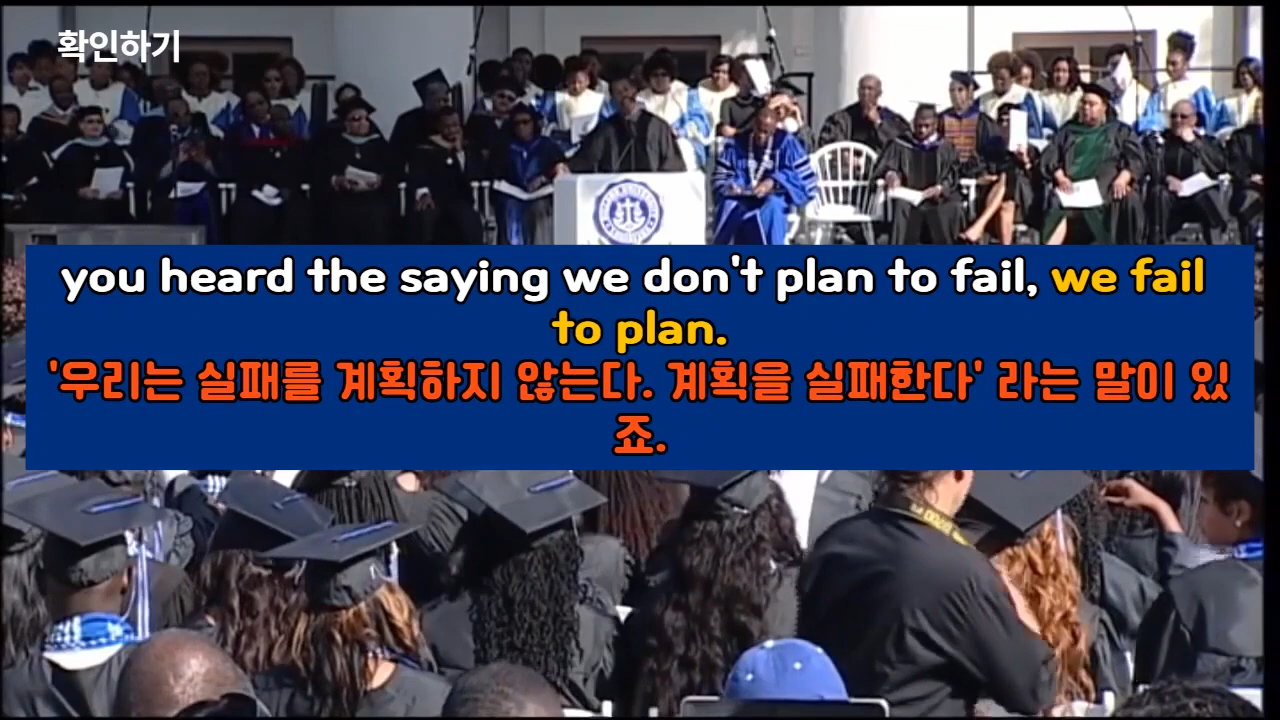 확인하기
you heard the saying we don't plan to fail, we fail
to plan.
'우리는 실패를 계획하지 않는다. 계획을 실패한다' 라는 말이 있
죠.